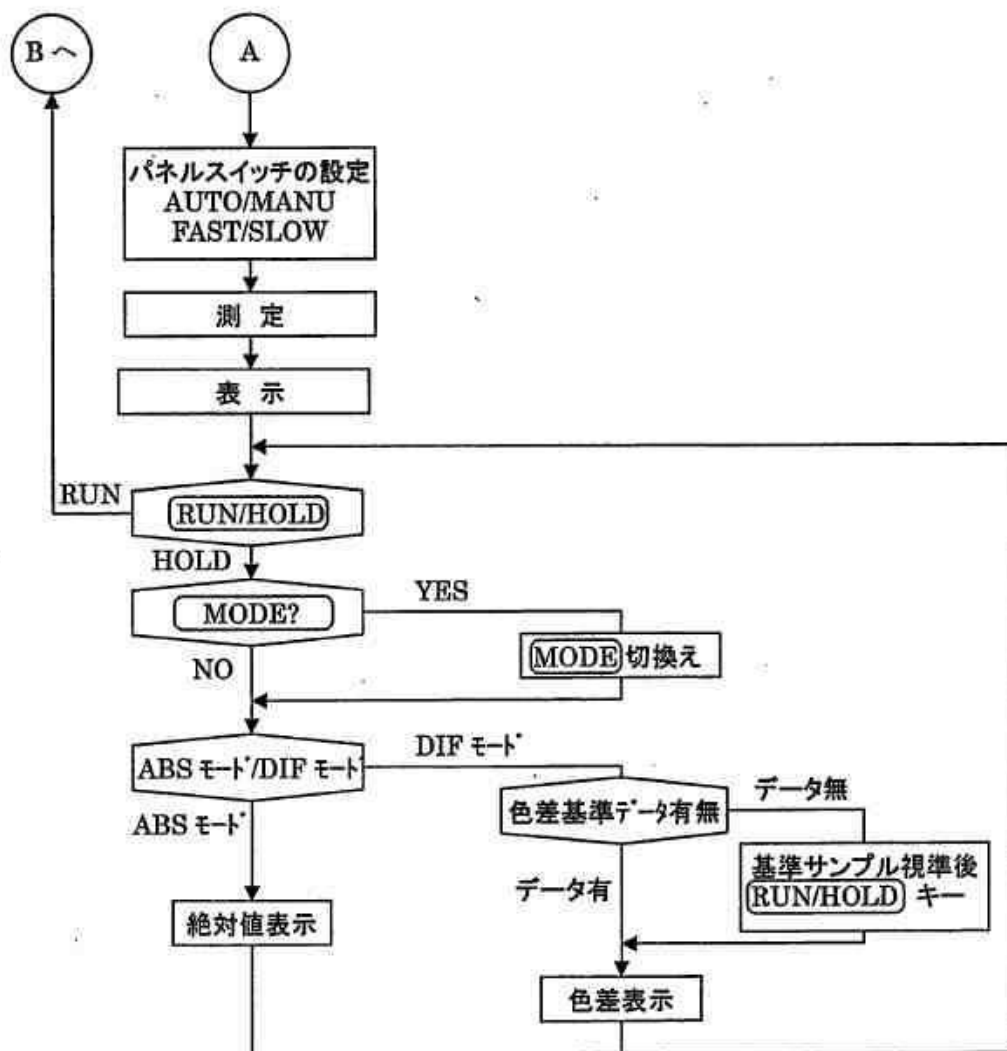 Bへ
A
パネルスイッチの設定
AUTO/MANU
FAST/SLOW
測 定
表 示
RUN
RUN/HOLD
HOLD
MODE?
YES
MODE 切換え
NO
ABS モード/DIF モード
DIF モード
ABS モード
色差基準データ有無
データ無
データ有
基準サンプル視準後
RUN/HOLD キー
絶対値表示
色差表示